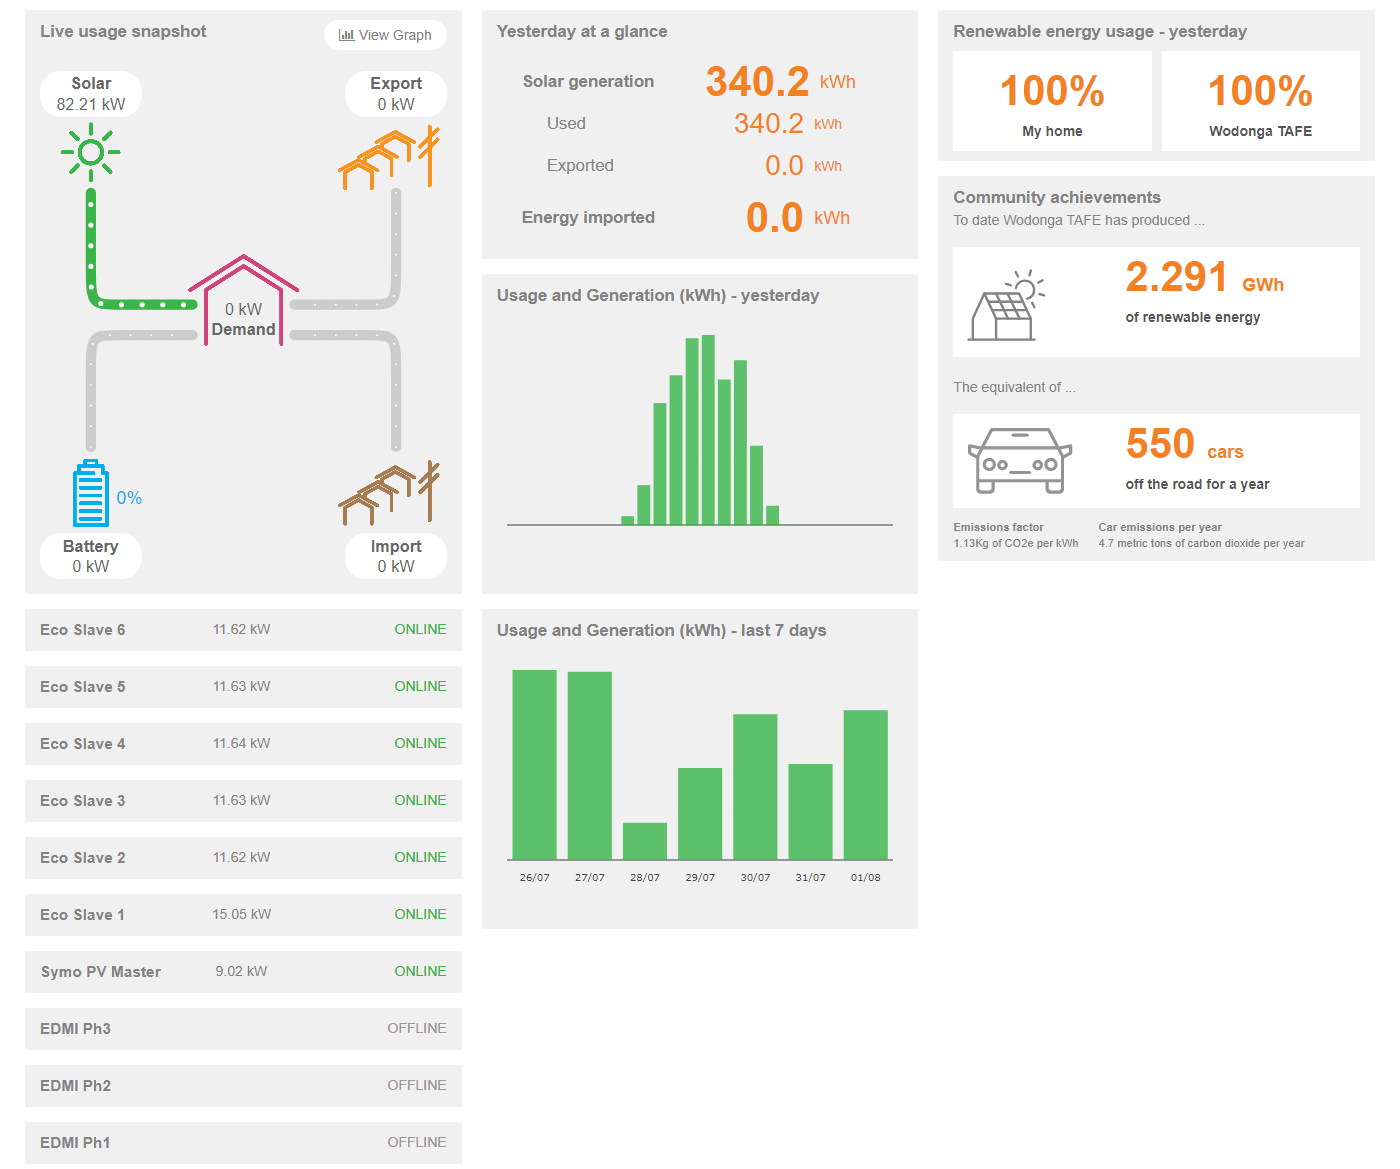 Live usage snapshot
View Graph
Solar
82.21 kW
Export
0 kW
0 kW
Demand
0%
Battery
0 kW
Import
0 kW
Eco Slave 6 11.62 kW ONLINE
Eco Slave 5 11.63 kW ONLINE
Eco Slave 4 11.64 kW ONLINE
Eco Slave 3 11.63 kW ONLINE
Eco Slave 2 11.62 kW ONLINE
Eco Slave 1 15.05 kW ONLINE
Symo PV Master 9.02 kW ONLINE
EDMI Ph3 OFFLINE
EDMI Ph2 OFFLINE
EDMI Ph1 OFFLINE
Yesterday at a glance
Solar generation 340.2 kWh
Used 340.2 kWh
Exported 0.0 kWh
Energy imported 0.0 kWh
Usage and Generation (kWh) - yesterday
Usage and Generation (kWh) - last 7 days
26/07 27/07 28/07 29/07 30/07 31/07 01/08
Renewable energy usage - yesterday
100%
My home
100%
Wodonga TAFE
Community achievements
To date Wodonga TAFE has produced ...
2.291 GWh
of renewable energy
The equivalent of ...
550 cars
off the road for a year
Emissions factor
1.13Kg of CO2e per kWh
Car emissions per year
4.7 metric tons of carbon dioxide per year